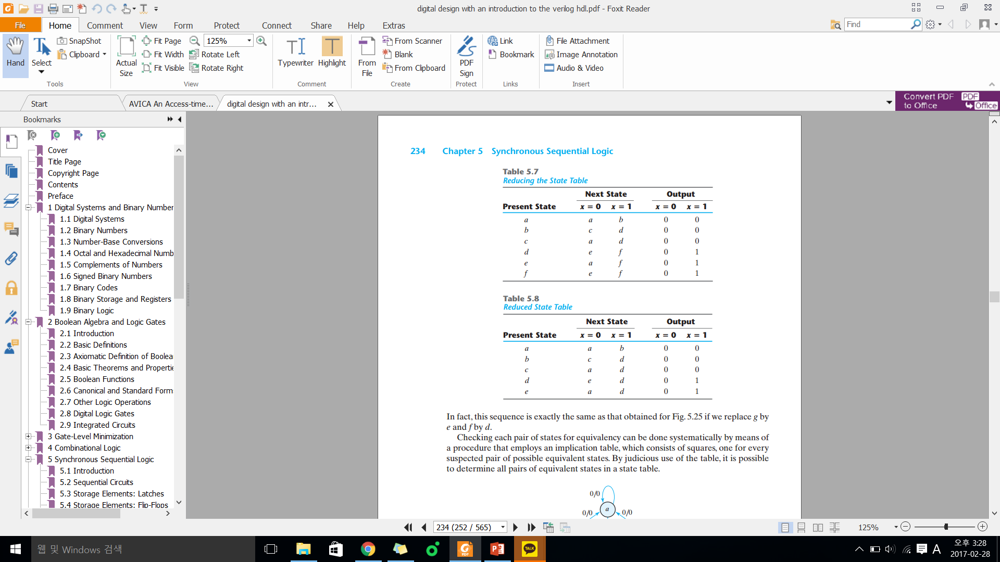 digital design with an introduction to the verilog hdl.pdf - Foxit Reader
File Home Comment View Form Protect Connect Share Help Extras
Find
Hand
Select
SnapShot
Clipboard
Tools
Actual Size
Fit Page
Fit Width
Fit Visible
125%
Rotate Left
Rotate Right
View
Typewriter
Highlight
Comment
From File
From Scanner
Blank
From Clipboard
Create
PDF Sign
Protect
Link
Bookmark
Links
File Attachment
Image Annotation
Audio & Video
Insert
Start
AVICA An Access-time...
digital design with an intr...
Convert PDF to Office
PDF
Office
Bookmarks
Cover
Title Page
Copyright Page
Contents
Preface
1 Digital Systems and Binary Number
1.1 Digital Systems
1.2 Binary Numbers
1.3 Number-Base Conversions
1.4 Octal and Hexadecimal Numb
1.5 Complements of Numbers
1.6 Signed Binary Numbers
1.7 Binary Codes
1.8 Binary Storage and Registers
1.9 Binary Logic
2 Boolean Algebra and Logic Gates
2.1 Introduction
2.2 Basic Definitions
2.3 Axiomatic Definition of Boolea
2.4 Basic Theorems and Propertie
2.5 Boolean Functions
2.6 Canonical and Standard Form
2.7 Other Logic Operations
2.8 Digital Logic Gates
2.9 Integrated Circuits
3 Gate-Level Minimization
4 Combinational Logic
5 Synchronous Sequential Logic
5.1 Introduction
5.2 Sequential Circuits
5.3 Storage Elements: Latches
5.4 Storage Elements: Flip-Flops
234 Chapter 5 Synchronous Sequential Logic
Table 5.7
Reducing the State Table
Next State Output
Present State x = 0 x = 1 x = 0 x = 1
a a b 0 0
b c d 0 0
c a d 0 0
d e f 0 1
e a f 0 1
f e f 0 1
Table 5.8
Reduced State Table
Next State Output
Present State x = 0 x = 1 x = 0 x = 1
a a b 0 0
b c d 0 0
c a d 0 0
d e d 0 1
e a d 0 1
In fact, this sequence is exactly the same as that obtained for Fig. 5.25 if we replace g by
e and f by d.
Checking each pair of states for equivalency can be done systematically by means of
a procedure that employs an implication table, which consists of squares, one for every
suspected pair of possible equivalent states. By judicious use of the table, it is possible
to determine all pairs of equivalent states in a state table.
0/0
a
0/0 0/0
234 (252 / 565)
125%
웹 및 Windows 검색
PDF
TALK
A
오후 3:28
2017-02-28